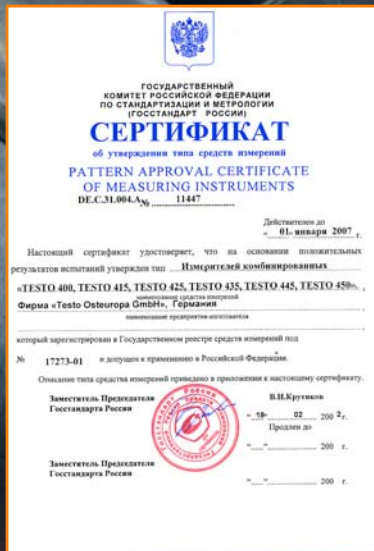 ГОСУДАРСТВЕННЫЙ
КОМИТЕТ РОССИЙСКОЙ ФЕДЕРАЦИИ
ПО СТАНДАРТИЗАЦИИ И МЕТРОЛОГИИ
(ГОССТАНДАРТ РОССИИ)
СЕРТИФИКАТ
об утверждении типа средств измерений
PATTERN APPROVAL CERTIFICATE
OF MEASURING INSTRUMENTS
DE.C.31.004.A № 11447
Действителен до
" 01" января 2007 г.
Настоящий сертификат удостоверяет, что на основании положительных
результатов испытаний утвержден тип Измерителей комбинированных
«TESTO 400, TESTO 415, TESTO 425, TESTO 435, TESTO 445, TESTO 450»,
наименование средства измерений
Фирма «Testo Osteuropa GmbH», Германия
наименование предприятия-изготовителя
который зарегистрирован в Государственном реестре средств измерений под
№ 17273-01 и допущен к применению в Российской Федерации.
Описание типа средства измерений приведено в приложении к настоящему сертификату.
Заместитель Председателя
Госстандарта России
В.Н.Крутиков
" 18" 02 200 2 г.
Продлен до
" " 200 г.
Заместитель Председателя
Госстандарта России
" " 200 г.